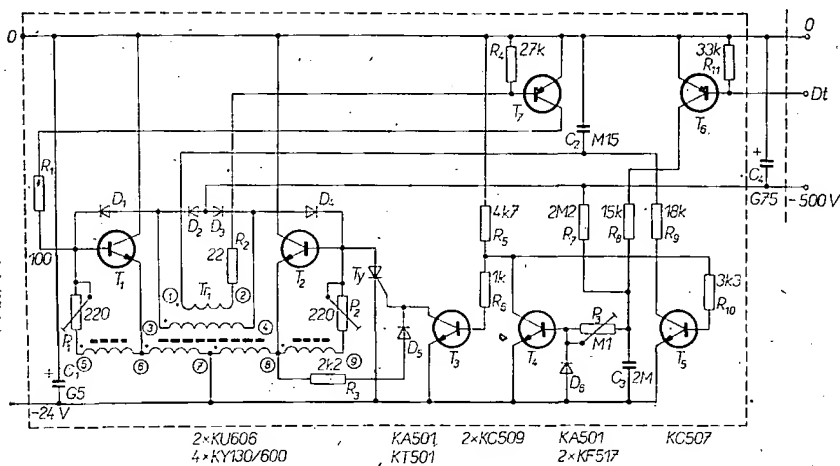 0
0
R4
27k
33k
R11
T7
T6
Dt
C2
M15
+
C4
G75
-500V
R1
100
D1
D2
D3
R2
22
T1
T2
Tr1
1
2
3
4
4k7
R5
2M2
R7
15k
R8
18k
R9
Ty
1k
R6
3k3
R10
220
P1
220
P2
D5
T3
T4
P3
M1
T5
5
6
7
8
9
2k2
R3
D6
C3
2M
+
C1
G5
-24V
2×KU606
KA501
2×KC509
KA501
KC507
4×KY130/600
KT501
2×KF517